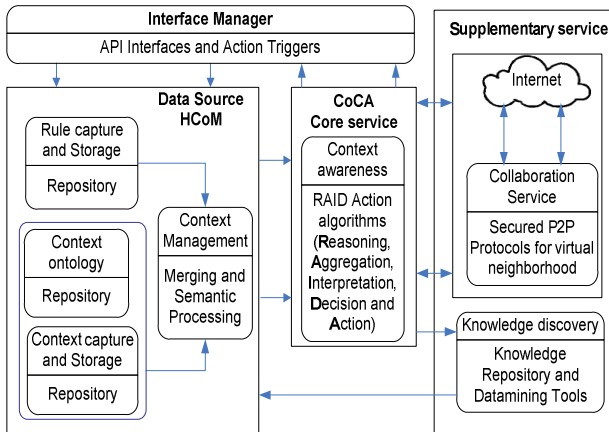 Interface Manager
API Interfaces and Action Triggers
Data Source
HCoM
Rule capture
and Storage
Repository
Context
ontology
Repository
Context capture
and Storage
Repository
Context
Management
Merging and
Semantic
Processing
CoCA
Core service
Context
awareness
RAID Action
algorithms
(Reasoning,
Aggregation,
Interpretation,
Decision and
Action)
Supplementary service
Internet
Collaboration
Service
Secured P2P
Protocols for virtual
neighborhood
Knowledge discovery
Knowledge
Repository and
Datamining Tools